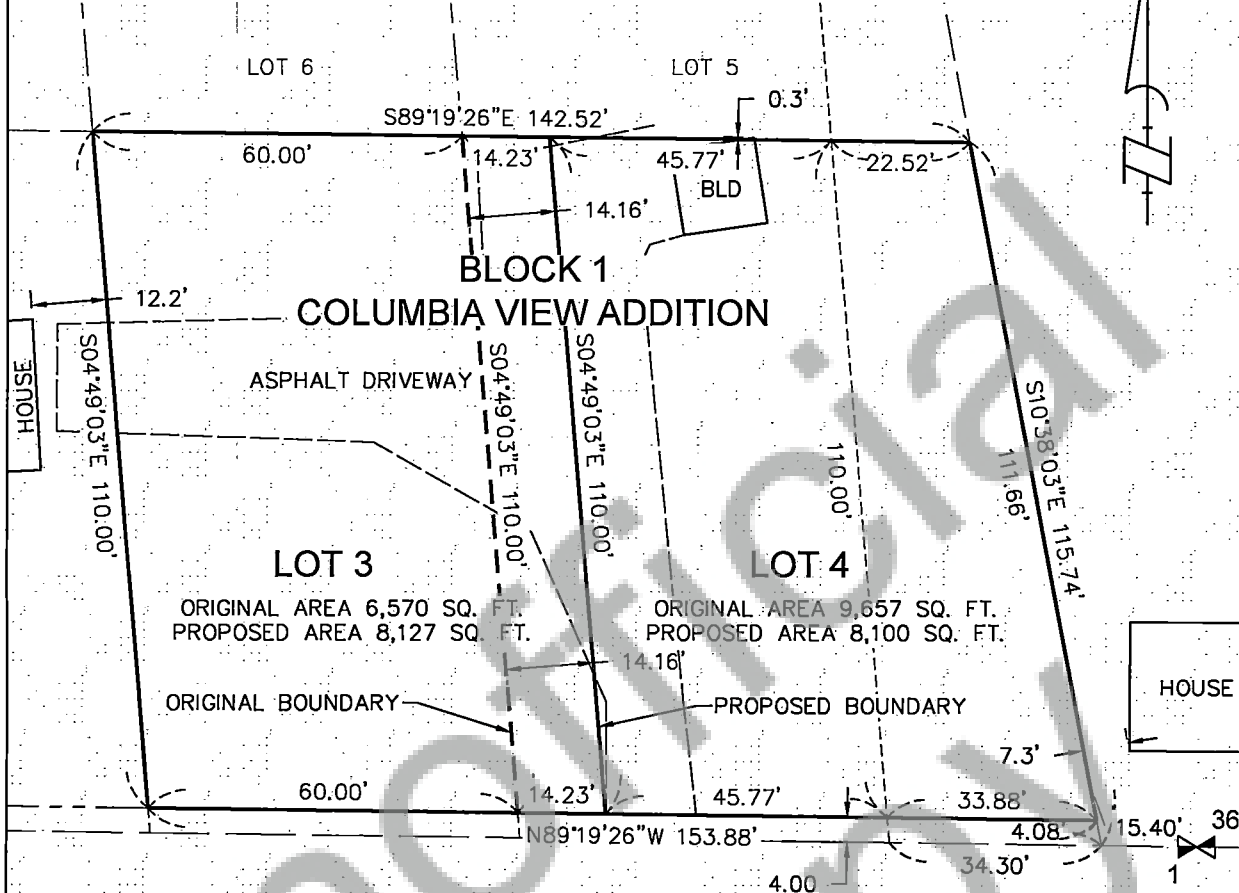 LOT 6
LOT 5
S89°19'26"E 142.52'
0.3'
60.00'
14.23'
45.77'
22.52'
BLD
14.16'
BLOCK 1
COLUMBIA VIEW ADDITION
12.2'
HOUSE
S04°49'03"E 110.00'
ASPHALT DRIVEWAY
S04°49'03"E 110.00'
S04°49'03"E 110.00'
110.00'
S10°38'03"E 115.74'
111.66'
LOT 3
ORIGINAL AREA 6,570 SQ. FT.
PROPOSED AREA 8,127 SQ. FT.
LOT 4
ORIGINAL AREA 9,657 SQ. FT.
PROPOSED AREA 8,100 SQ. FT.
14.16'
ORIGINAL BOUNDARY
PROPOSED BOUNDARY
HOUSE
7.3'
60.00'
14.23'
45.77'
33.88'
N89°19'26"W 153.88'
4.08'
15.40'
36
34.30'
4.00
1
official